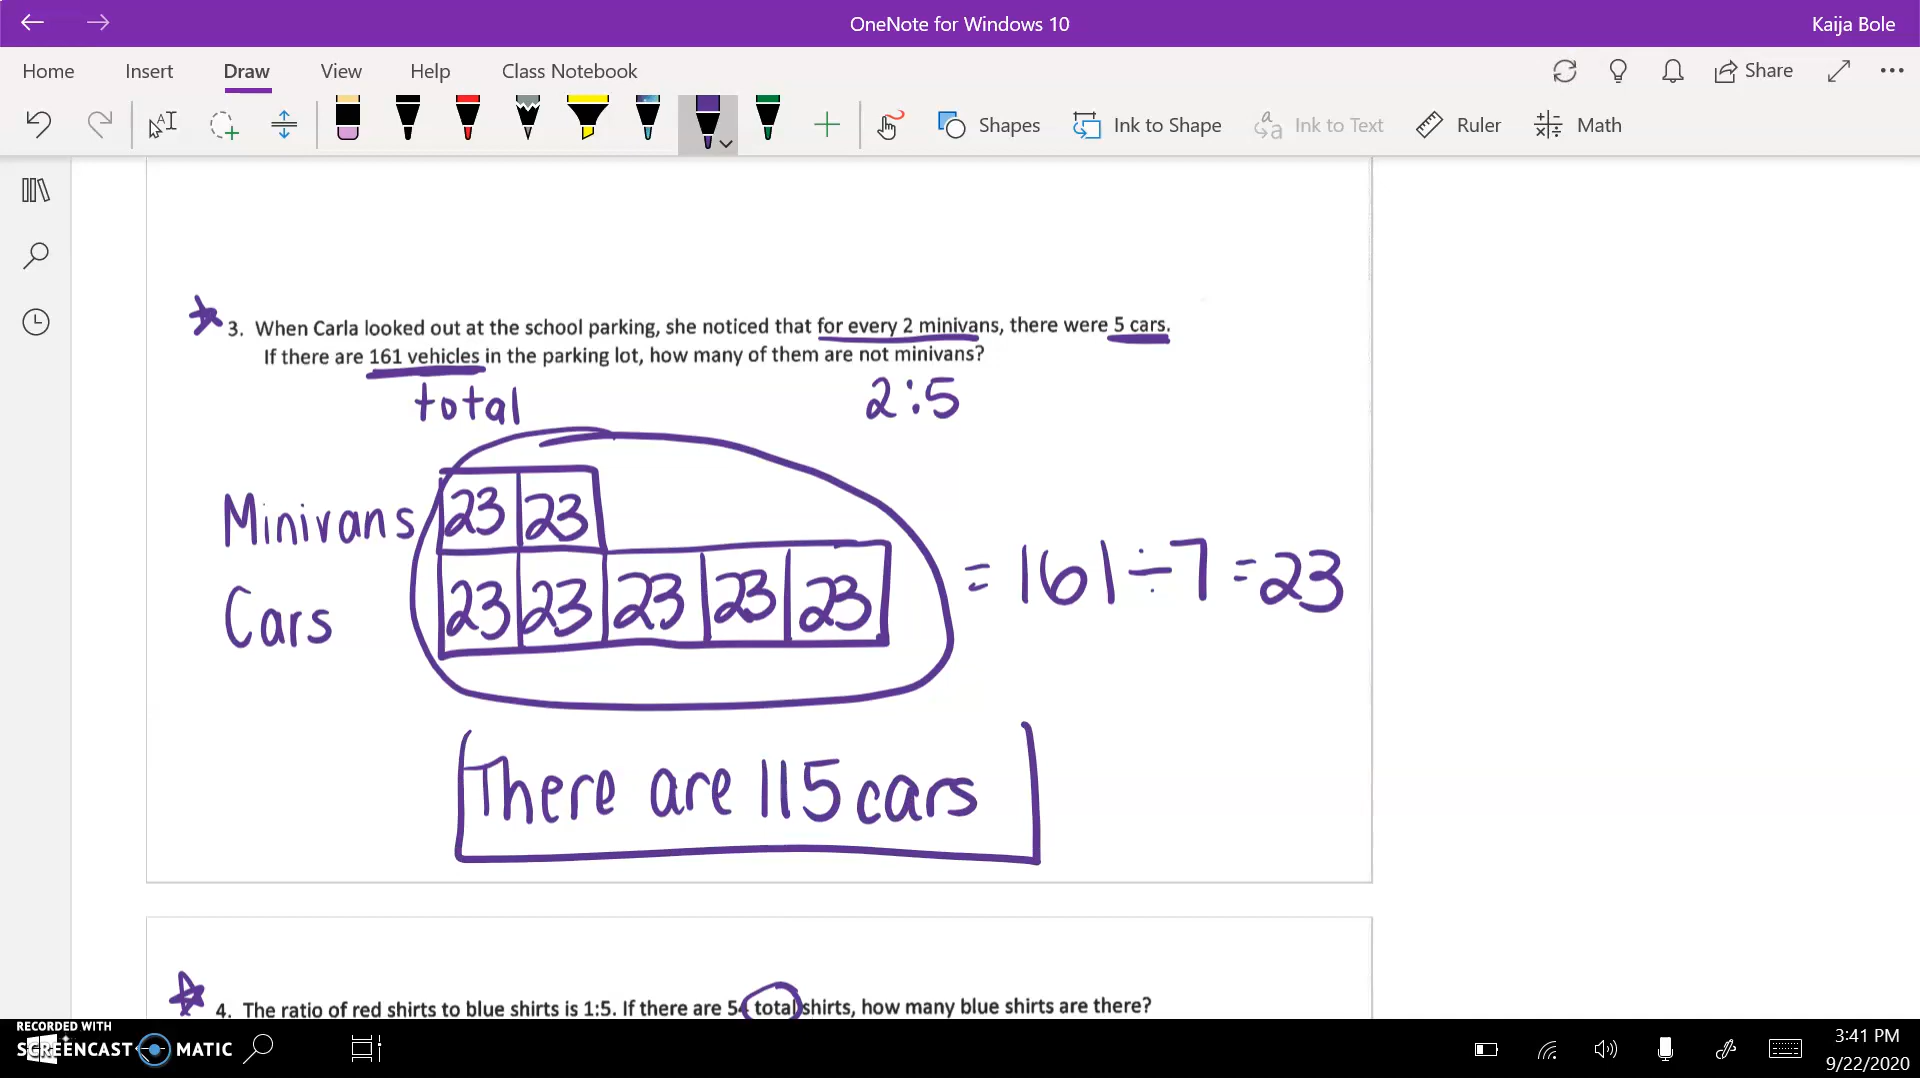 OneNote for Windows 10
Kaija Bole
Home Insert Draw View Help Class Notebook Share
Shapes Ink to Shape Ink to Text Ruler Math
3. When Carla looked out at the school parking, she noticed that for every 2 minivans, there were 5 cars.
If there are 161 vehicles in the parking lot, how many of them are not minivans?
total 2:5
Minivans 23 23
Cars 23 23 23 23 23 = 161÷7=23
There are 115 cars
4. The ratio of red shirts to blue shirts is 1:5. If there are 54 total shirts, how many blue shirts are there?
RECORDED WITH
SCREENCAST MATIC
3:41 PM
9/22/2020